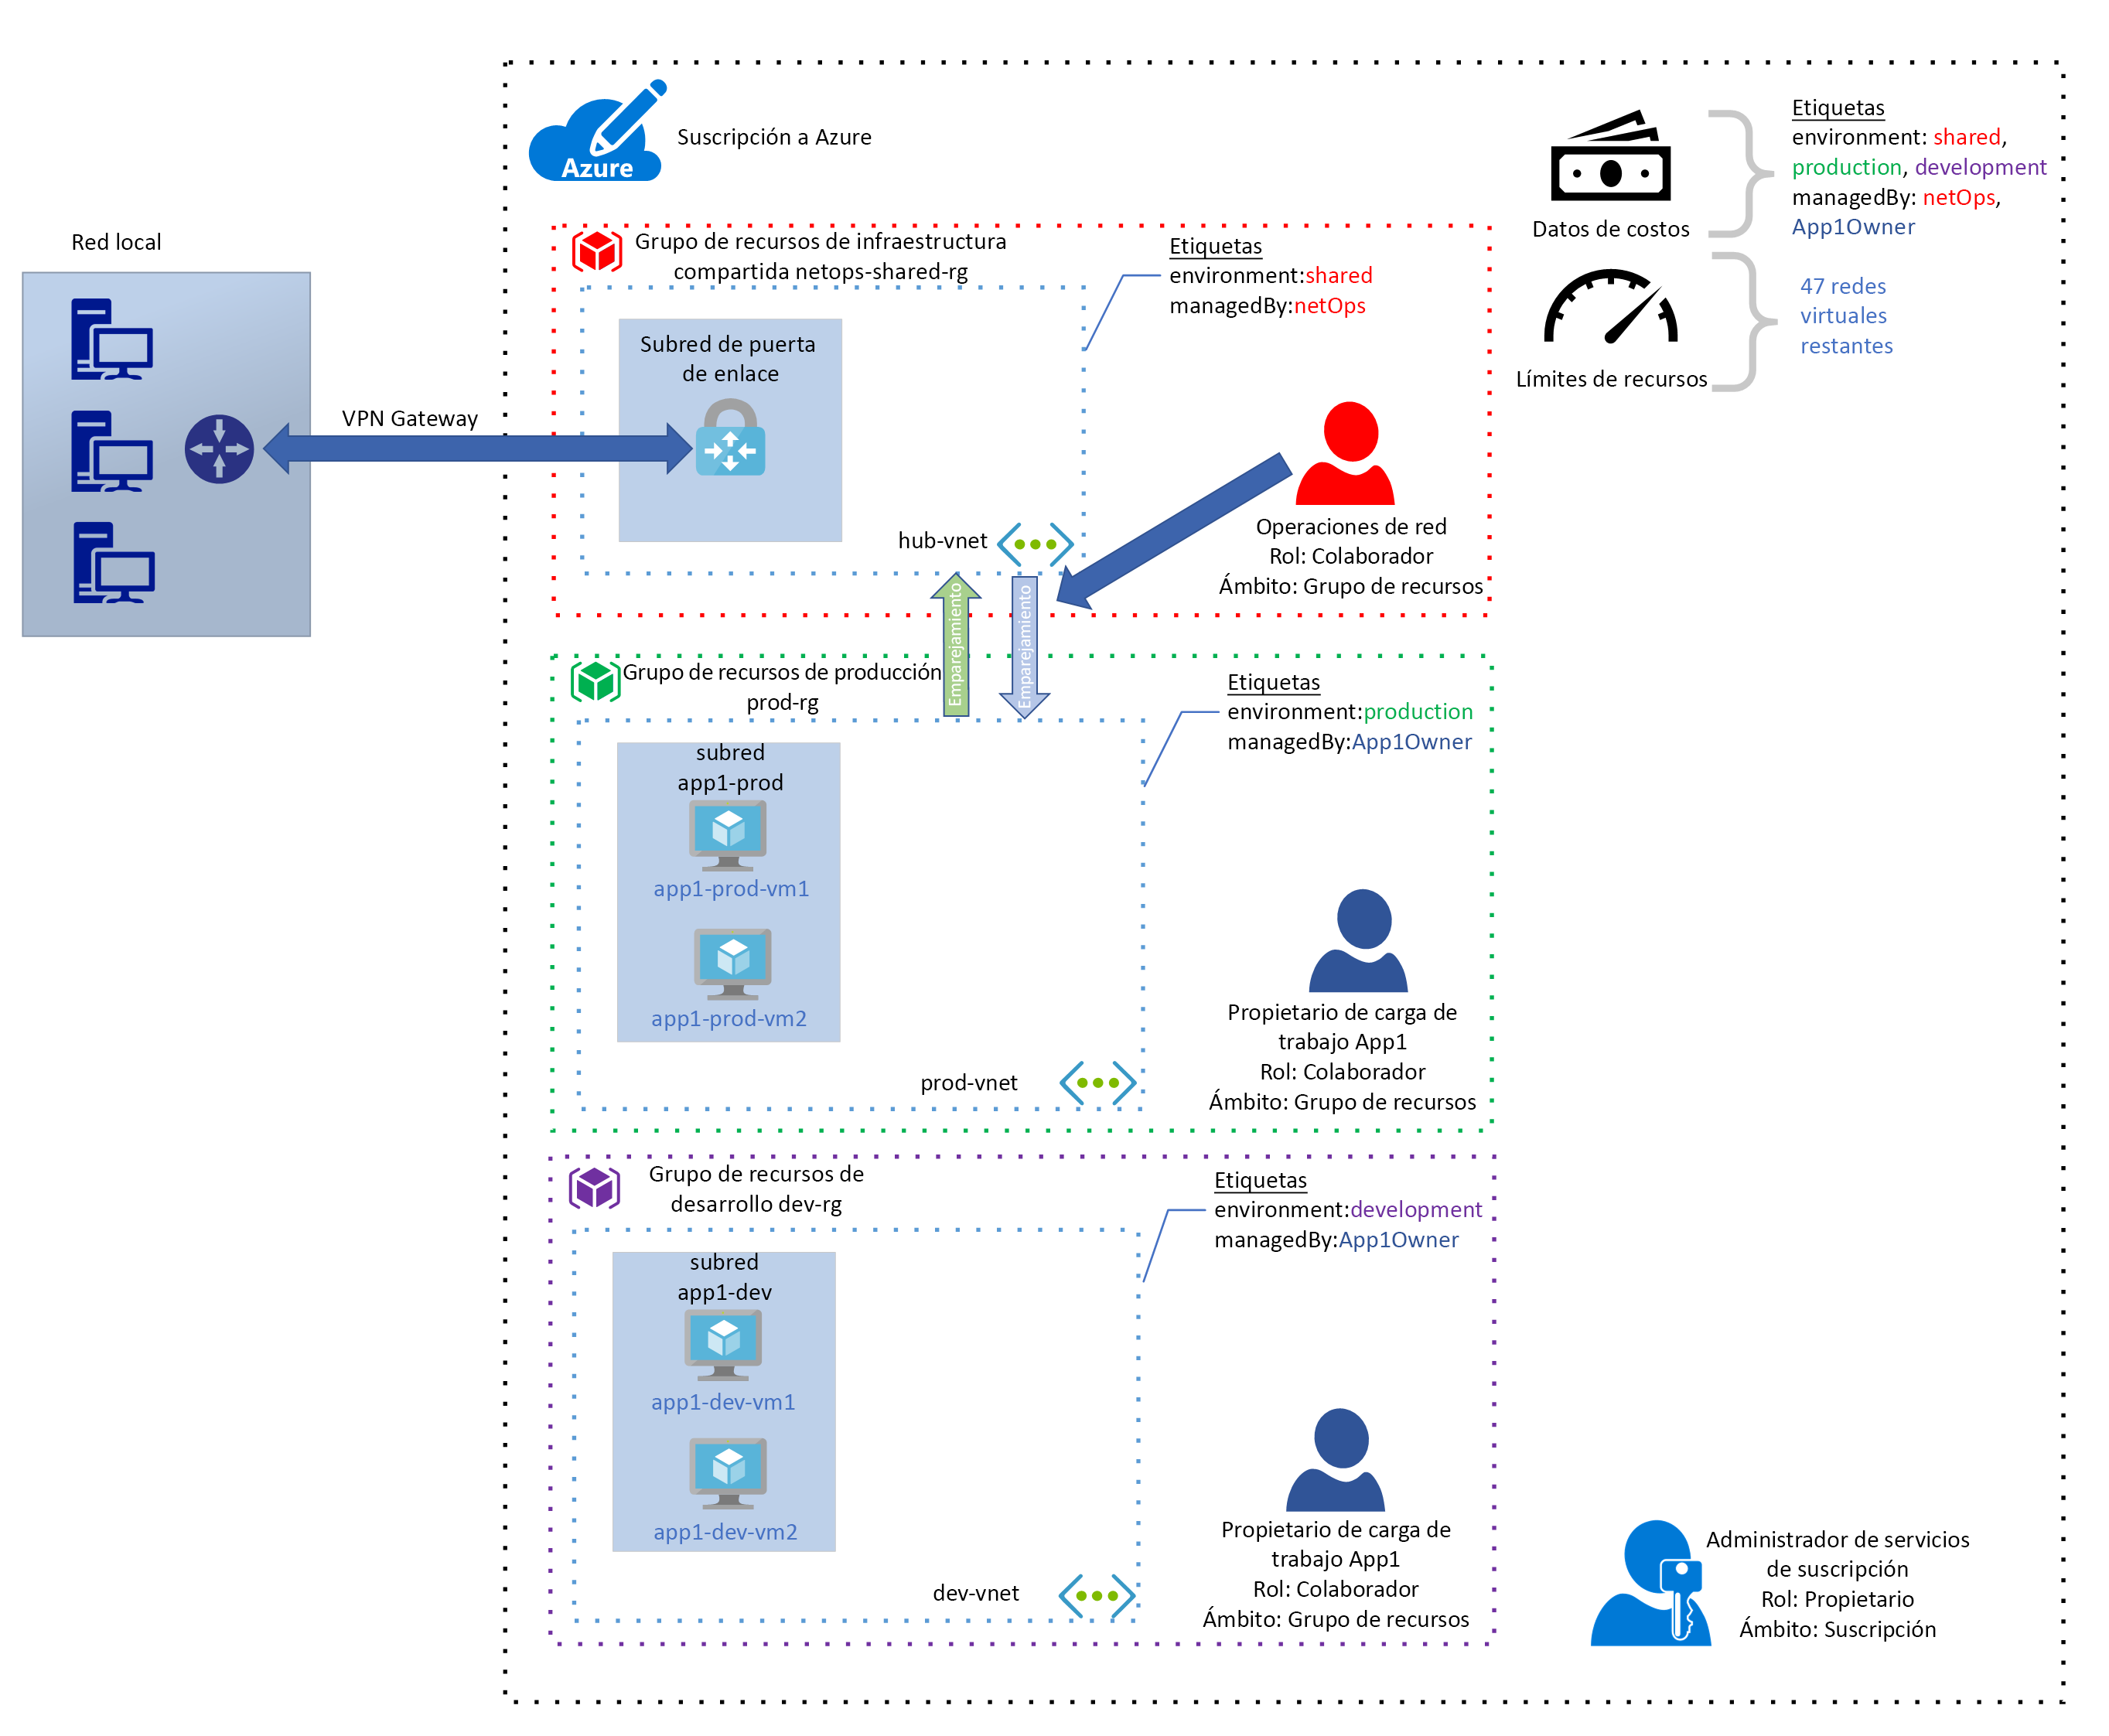 Azure
Suscripción a Azure
Datos de costos
Etiquetas
environment: shared,
production, development
managedBy: netOps,
App1Owner
Límites de recursos
47 redes
virtuales
restantes
Red local
VPN Gateway
Grupo de recursos de infraestructura
compartida netops-shared-rg
Etiquetas
environment:shared
managedBy:netOps
Subred de puerta
de enlace
hub-vnet
Operaciones de red
Rol: Colaborador
Ámbito: Grupo de recursos
Emparejamiento
Emparejamiento
Grupo de recursos de producción
prod-rg
Etiquetas
environment:production
managedBy:App1Owner
subred
app1-prod
app1-prod-vm1
app1-prod-vm2
prod-vnet
Propietario de carga de
trabajo App1
Rol: Colaborador
Ámbito: Grupo de recursos
Grupo de recursos de
desarrollo dev-rg
Etiquetas
environment:development
managedBy:App1Owner
subred
app1-dev
app1-dev-vm1
app1-dev-vm2
dev-vnet
Propietario de carga de
trabajo App1
Rol: Colaborador
Ámbito: Grupo de recursos
Administrador de servicios
de suscripción
Rol: Propietario
Ámbito: Suscripción